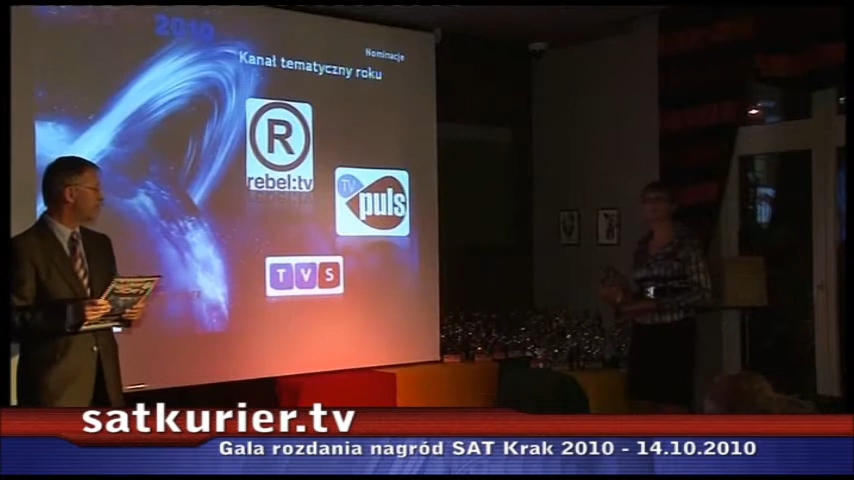 2010
Nominacje
Kanał tematyczny roku
R
rebel:tv
TV
puls
TVS
satkurier.tv
Gala rozdania nagród SAT Krak 2010 - 14.10.2010